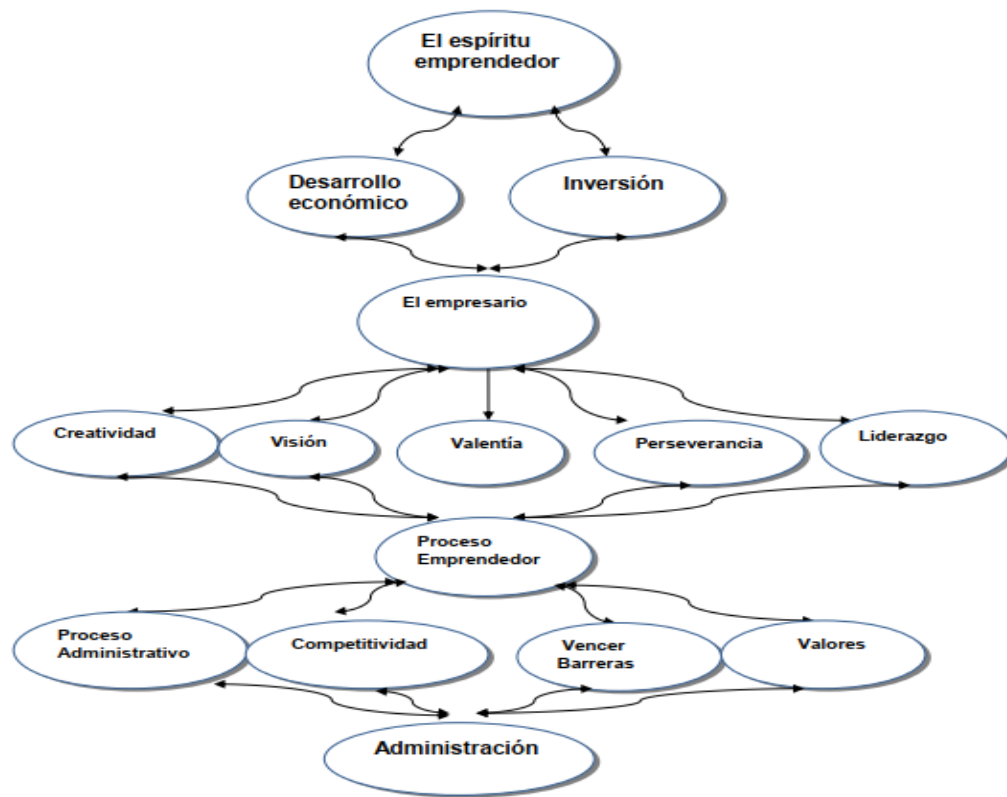 El espíritu
emprendedor
Desarrollo
económico
Inversión
El empresario
Creatividad
Visión
Valentía
Perseverancia
Liderazgo
Proceso
Emprendedor
Proceso
Administrativo
Competitividad
Vencer
Barreras
Valores
Administración